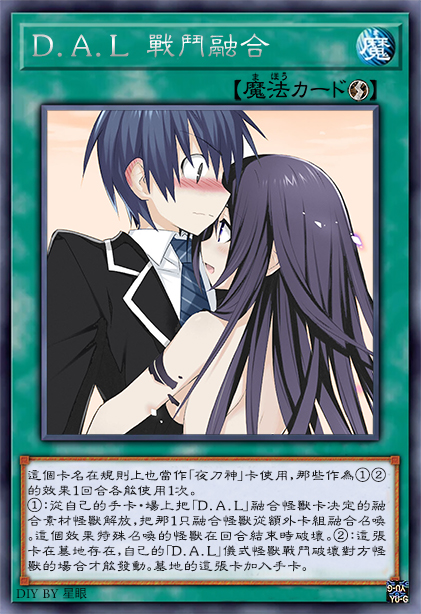 D.A.L 戰鬥融合
魔
【魔法カード】
まほう
這個卡名在規則上也當作「夜刀神」卡使用,那些作為①②
的效果1回合各能使用1次。
①:從自己的手卡・場上把「D.A.L」融合怪獸卡決定的融
合素材怪獸解放,把那1只融合怪獸從額外卡組融合召喚
。這個效果特殊召喚的怪獸在回合結束時破壞。②:這張
卡在墓地存在,自己的「D.A.L」儀式怪獸戰鬥破壞對方怪
獸的場合才能發動。墓地的這張卡加入手卡。
DIY BY 星眼